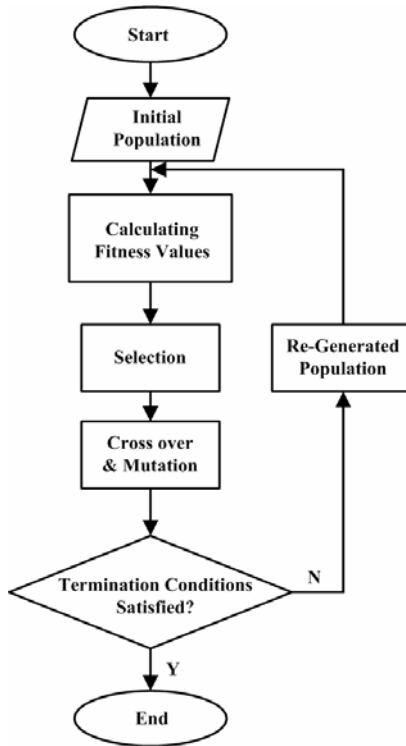 Start
Initial
Population
Calculating
Fitness Values
Selection
Re-Generated
Population
Cross over
& Mutation
Termination Conditions
Satisfied?
N
Y
End